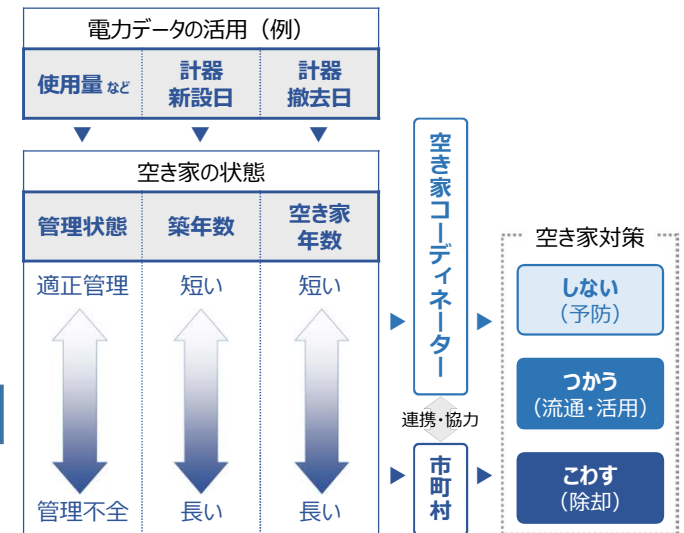 電力データの活用（例）
使用量 など
計器
新設日
計器
撤去日
空き家の状態
管理状態
築年数
空き家
年数
適正管理
短い
短い
管理不全
長い
長い
空き家コーディネーター
連携・協力
市町村
空き家対策
しない
（予防）
つかう
（流通・活用）
こわす
（除却）